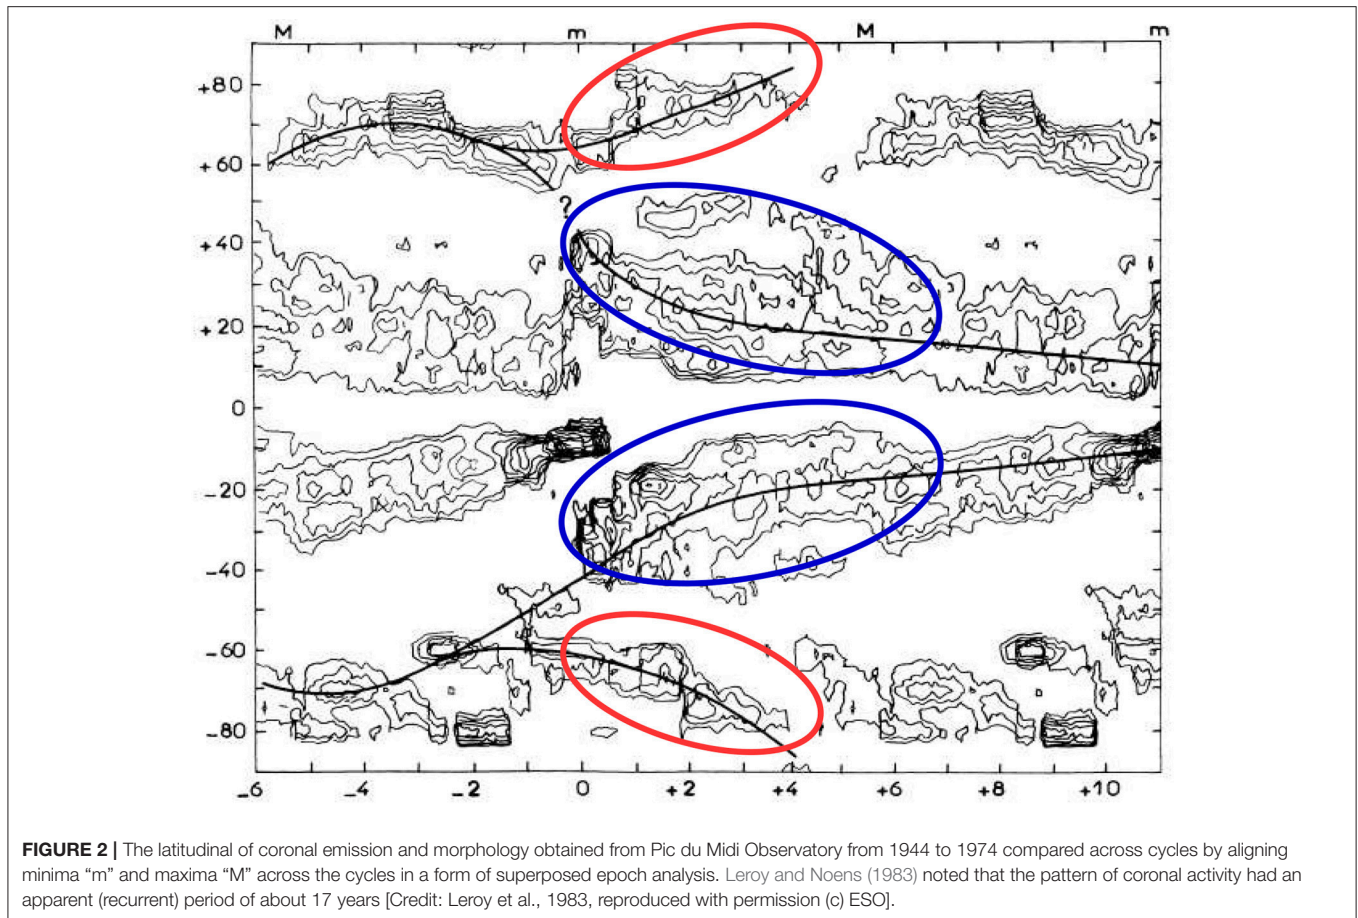 M m M m
+80
+60
?
+40
+20
0
−20
−40
−60
−80
−6 −4 −2 0 +2 +4 +6 +8 +10
FIGURE 2 | The latitudinal of coronal emission and morphology obtained from Pic du Midi Observatory from 1944 to 1974 compared across cycles by aligning
minima “m” and maxima “M” across the cycles in a form of superposed epoch analysis. Leroy and Noens (1983) noted that the pattern of coronal activity had an
apparent (recurrent) period of about 17 years [Credit: Leroy et al., 1983, reproduced with permission (c) ESO].